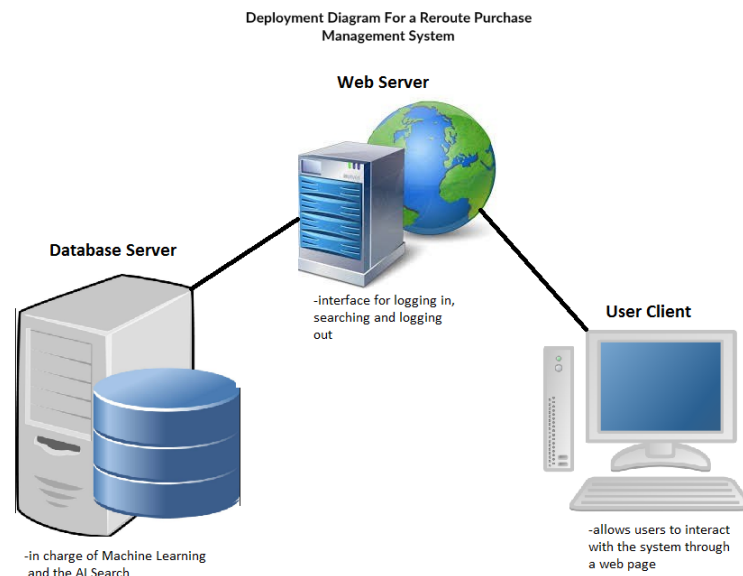 Deployment Diagram For a Reroute Purchase
Management System
Web Server
Database Server
-interface for logging in,
searching and logging
out
User Client
-allows users to interact
with the system through
a web page
-in charge of Machine Learning
and the AI Search